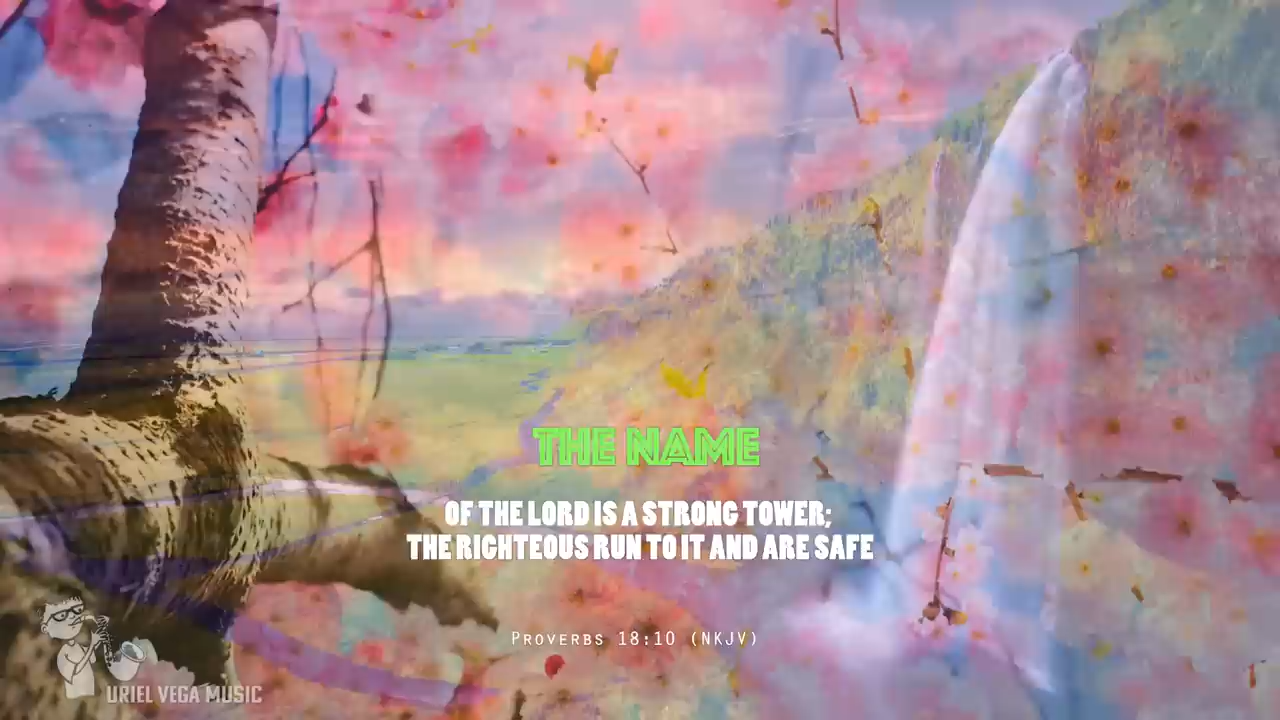 THE NAME
OF THE LORD IS A STRONG TOWER;
THE RIGHTEOUS RUN TO IT AND ARE SAFE
Proverbs 18:10 (NKJV)
URIEL VEGA MUSIC